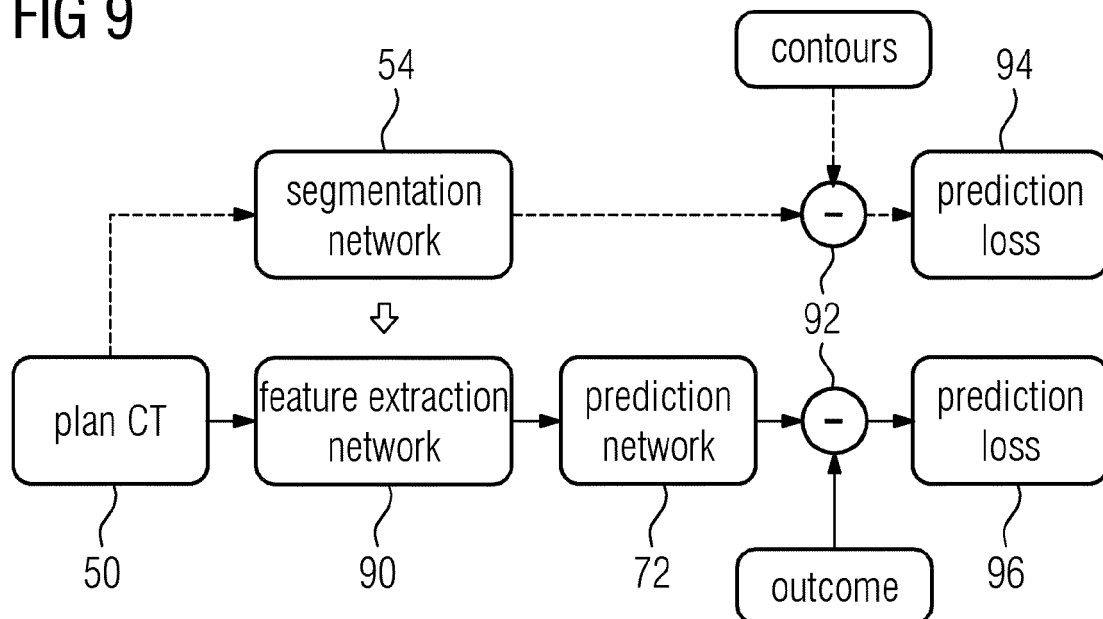 FIG 9
54
contours
94
segmentation
network
-
prediction
loss
92
plan CT
feature extraction
network
prediction
network
-
prediction
loss
50
90
72
outcome
96